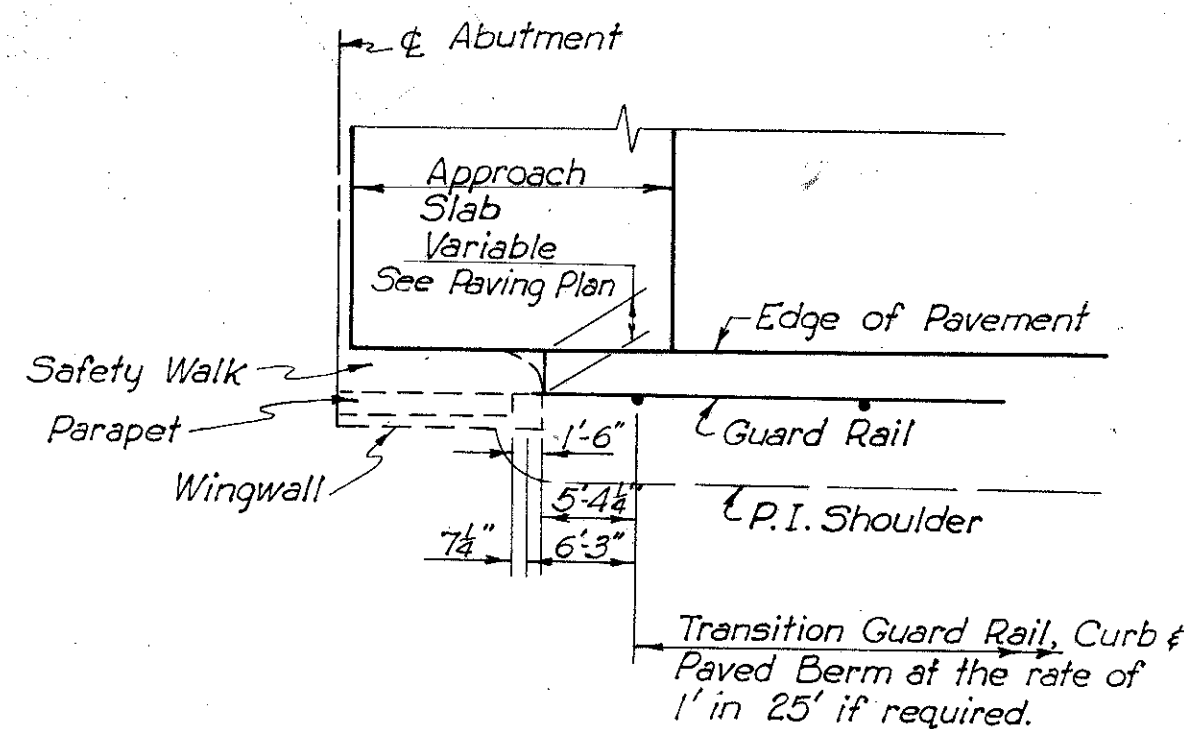 ℄ Abutment
Approach
Slab
Variable
See Paving Plan
Edge of Pavement
Safety Walk
Parapet
Guard Rail
1'-6"
Wingwall
5'-4¼"
P.I. Shoulder
7¼"
6'-3"
Transition Guard Rail, Curb &
Paved Berm at the rate of
1' in 25' if required.